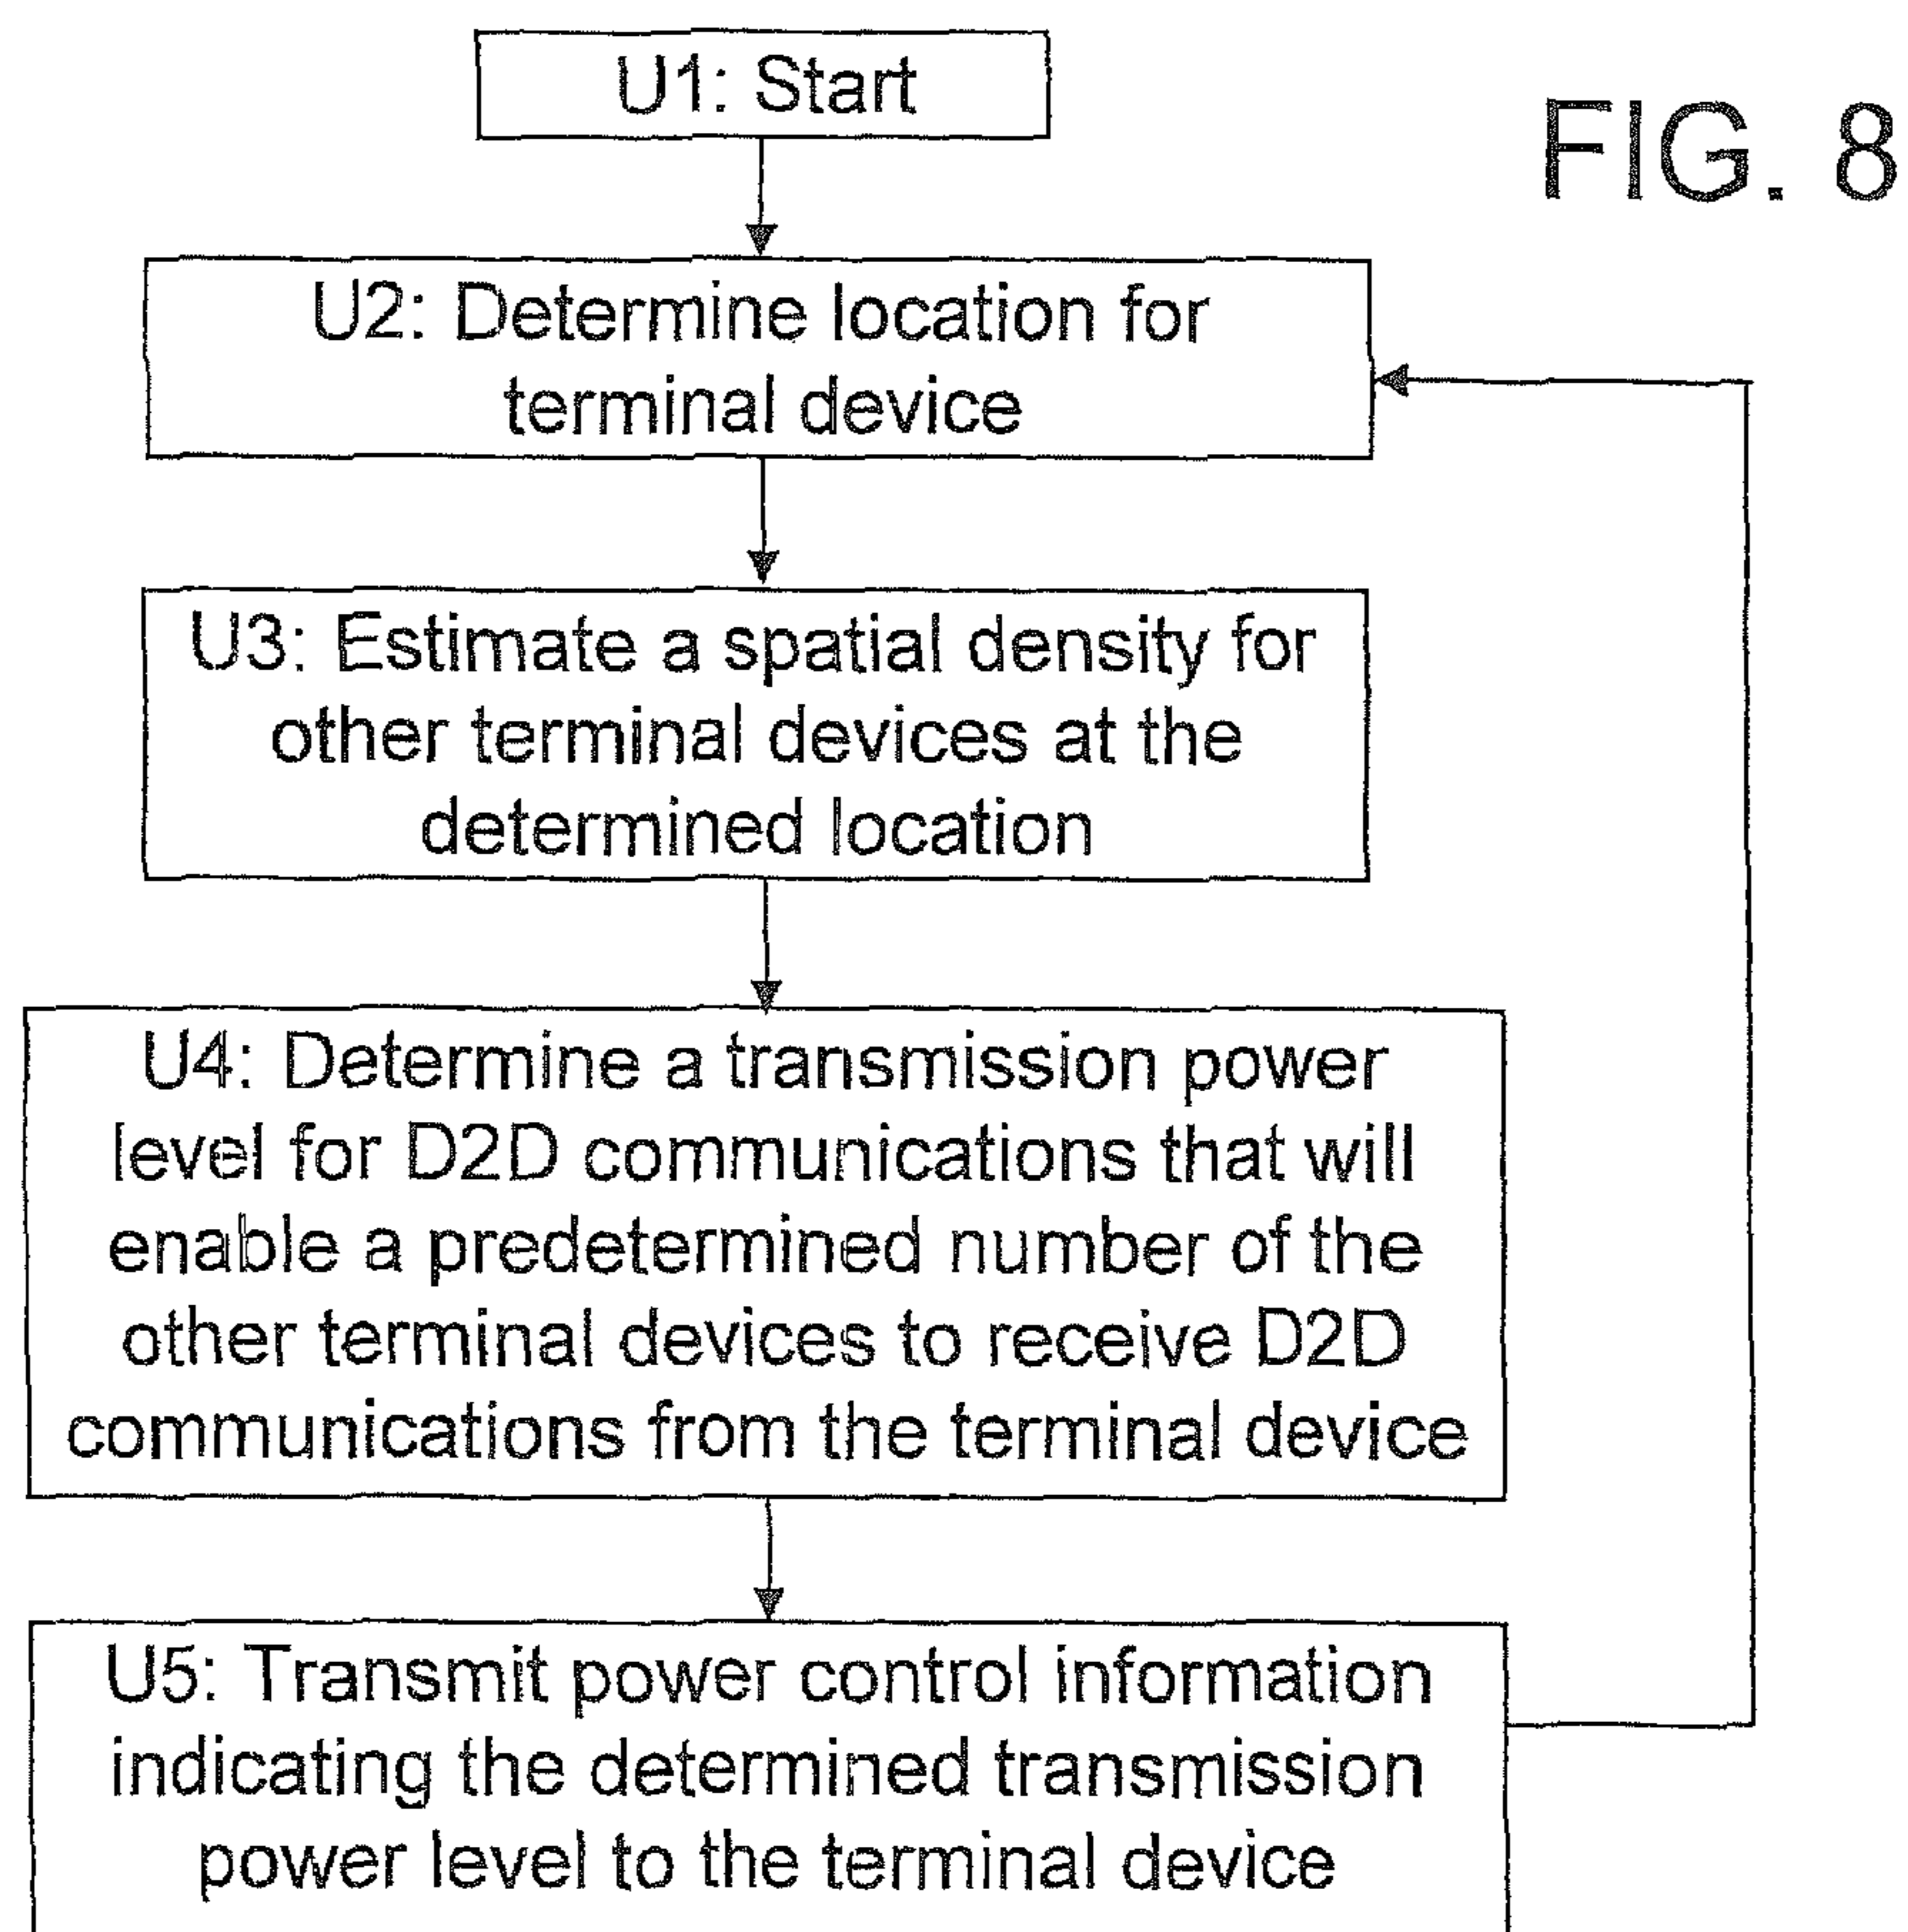 U1: Start
FIG. 8
U2: Determine location for
terminal device
U3: Estimate a spatial density for
other terminal devices at the
determined location
U4: Determine a transmission power
level for D2D communications that will
enable a predetermined number of the
other terminal devices to receive D2D
communications from the terminal device
U5: Transmit power control information
indicating the determined transmission
power level to the terminal device